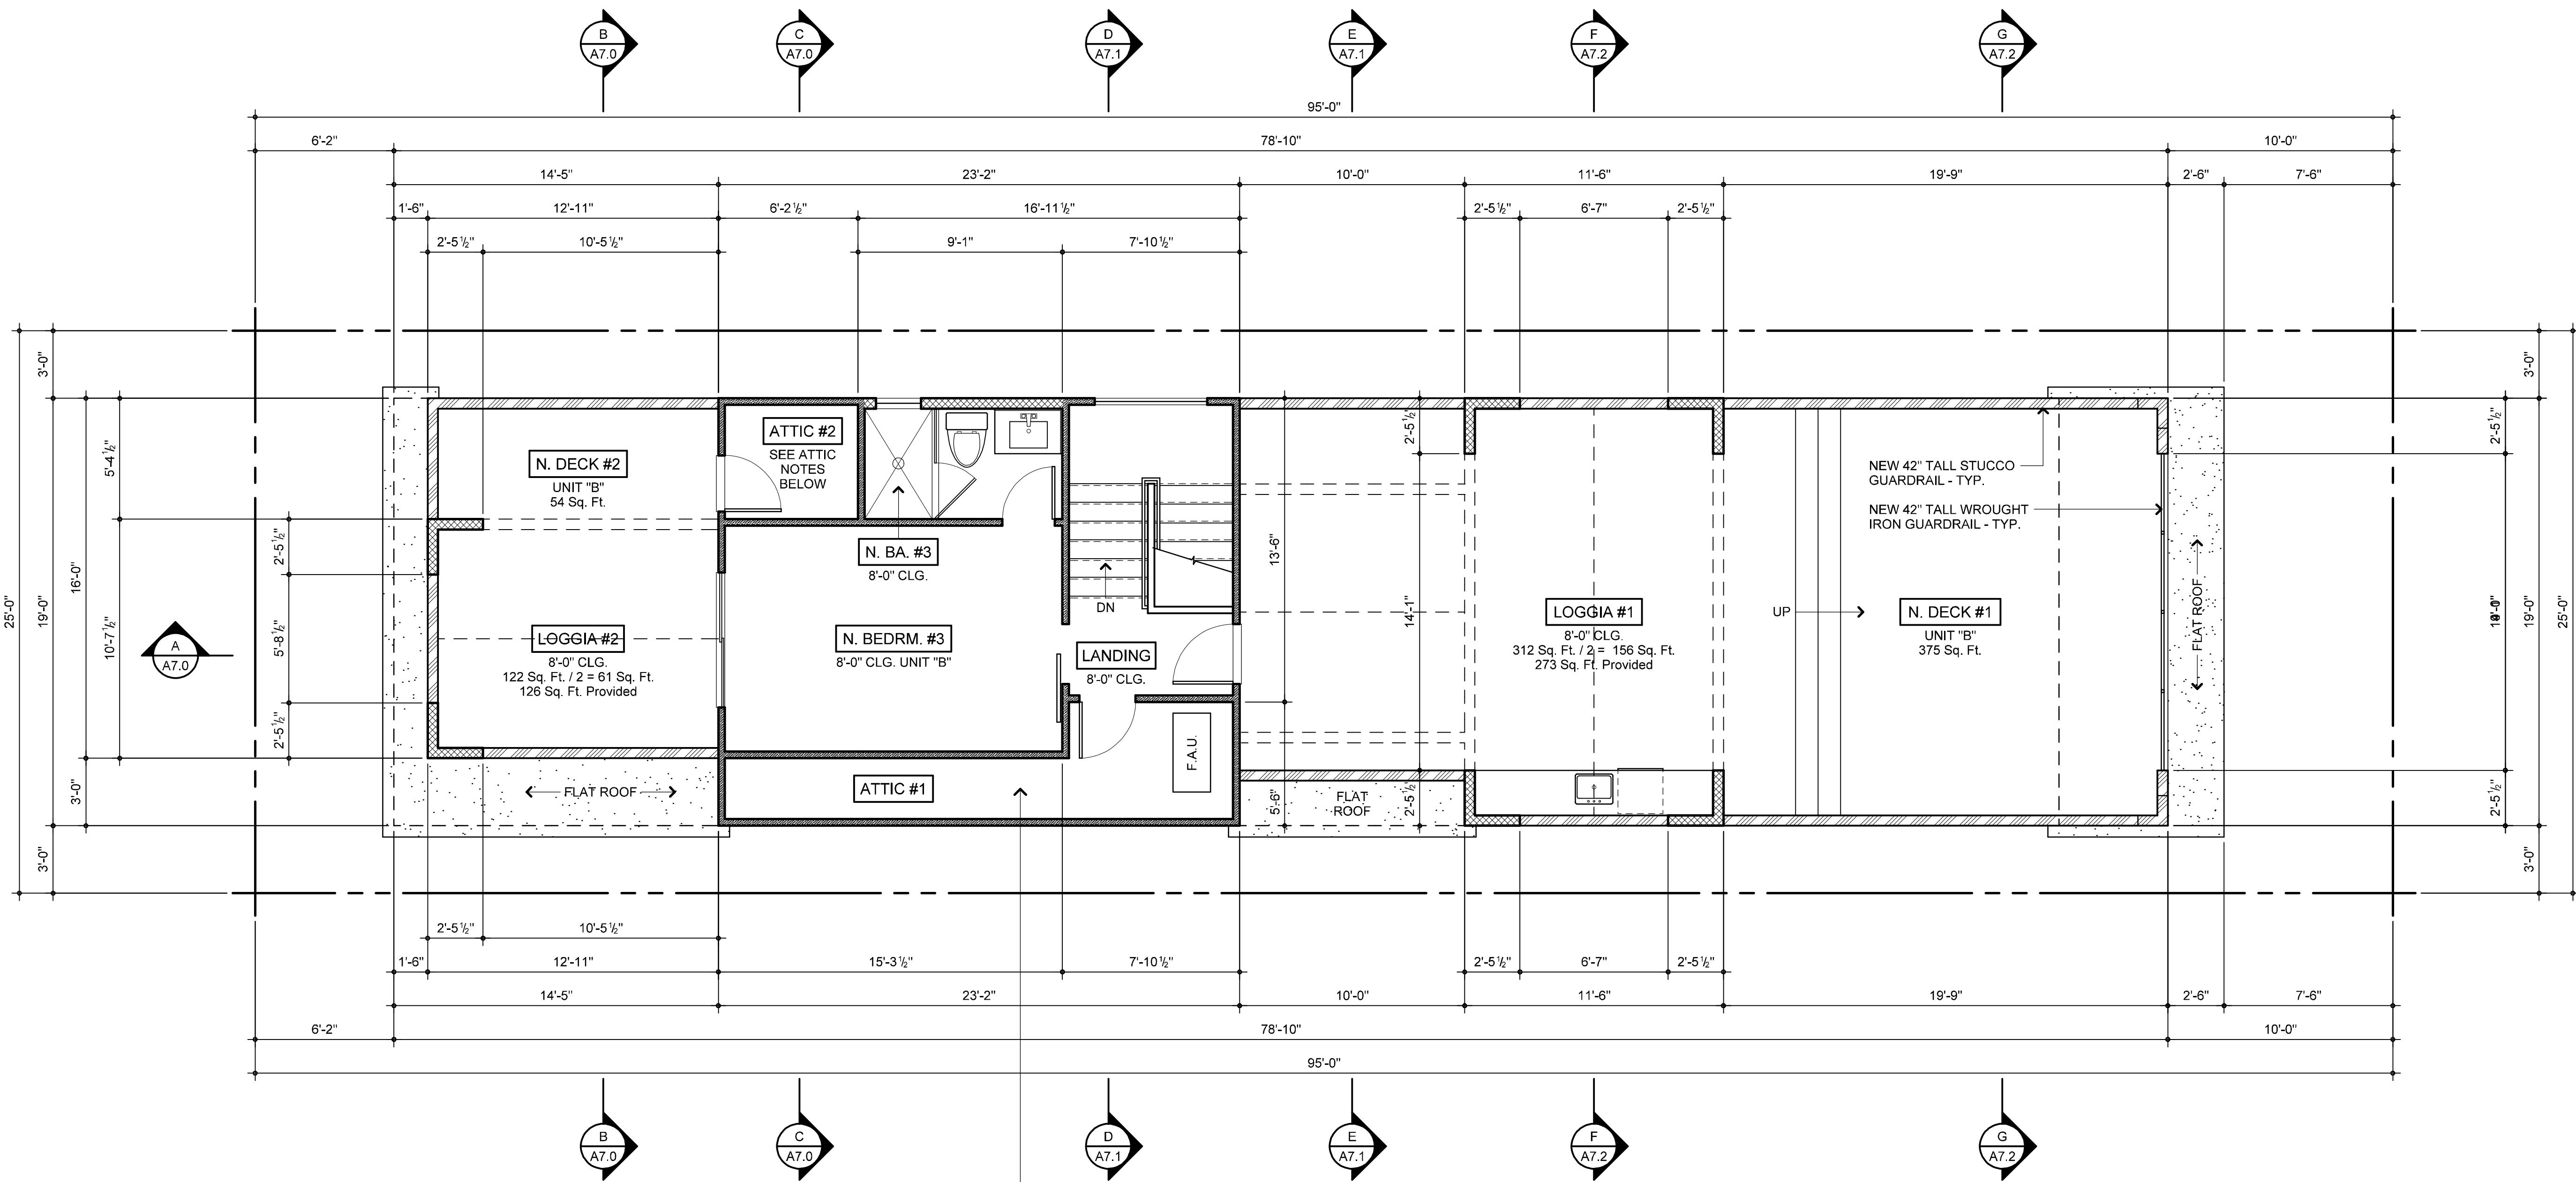 B
A7.0
C
A7.0
D
A7.1
E
A7.1
F
A7.2
G
A7.2
95'-0"
6'-2"
78'-10"
10'-0"
14'-5"
23'-2"
10'-0"
11'-6"
19'-9"
2'-6"
7'-6"
1'-6"
12'-11"
6'-2 ½"
16'-11 ½"
2'-5 ½"
6'-7"
2'-5 ½"
2'-5 ½"
10'-5 ½"
9'-1"
7'-10 ½"
25'-0"
3'-0"
19'-0"
3'-0"
16'-0"
3'-0"
5'-4 ½"
10'-7 ½"
2'-5 ½"
5'-8 ½"
2'-5 ½"
A
A7.0
N. DECK #2
UNIT "B"
54 Sq. Ft.
LOGGIA #2
8'-0" CLG.
122 Sq. Ft. / 2 = 61 Sq. Ft.
126 Sq. Ft. Provided
FLAT ROOF
ATTIC #2
SEE ATTIC
NOTES
BELOW
N. BA. #3
8'-0" CLG.
N. BEDRM. #3
8'-0" CLG. UNIT "B"
DN
LANDING
8'-0" CLG.
ATTIC #1
F.A.U.
13'-6"
5'-6"
FLAT
ROOF
2'-5 ½"
14'-1"
2'-5 ½"
LOGGIA #1
8'-0" CLG.
312 Sq. Ft. / 2 = 156 Sq. Ft.
273 Sq. Ft. Provided
UP
NEW 42" TALL STUCCO
GUARDRAIL - TYP.
NEW 42" TALL WROUGHT
IRON GUARDRAIL - TYP.
N. DECK #1
UNIT "B"
375 Sq. Ft.
FLAT ROOF
2'-5 ½"
2'-5 ½"
3'-0"
19'-0"
3'-0"
25'-0"
2'-5 ½"
10'-5 ½"
1'-6"
12'-11"
15'-3 ½"
7'-10 ½"
2'-5 ½"
6'-7"
2'-5 ½"
14'-5"
23'-2"
10'-0"
11'-6"
19'-9"
2'-6"
7'-6"
6'-2"
78'-10"
10'-0"
95'-0"
B
A7.0
C
A7.0
D
A7.1
E
A7.1
F
A7.2
G
A7.2